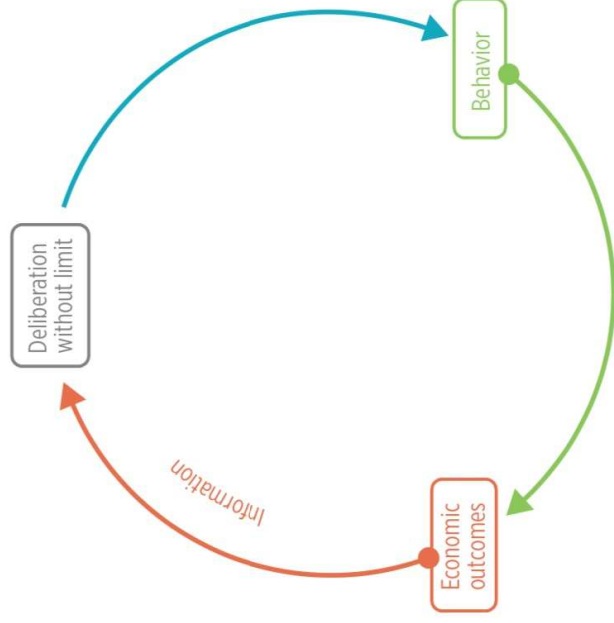 Deliberation
without limit
Behavior
Economic
outcomes
Information